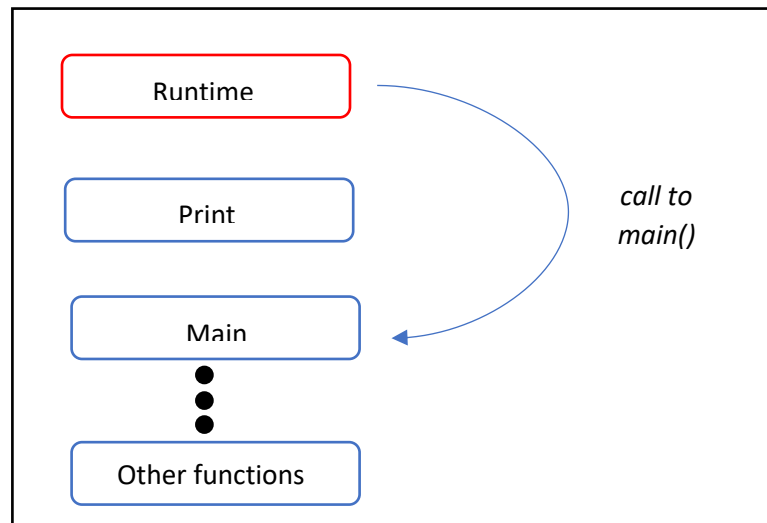 Runtime
Print
call to
main()
Main
Other functions